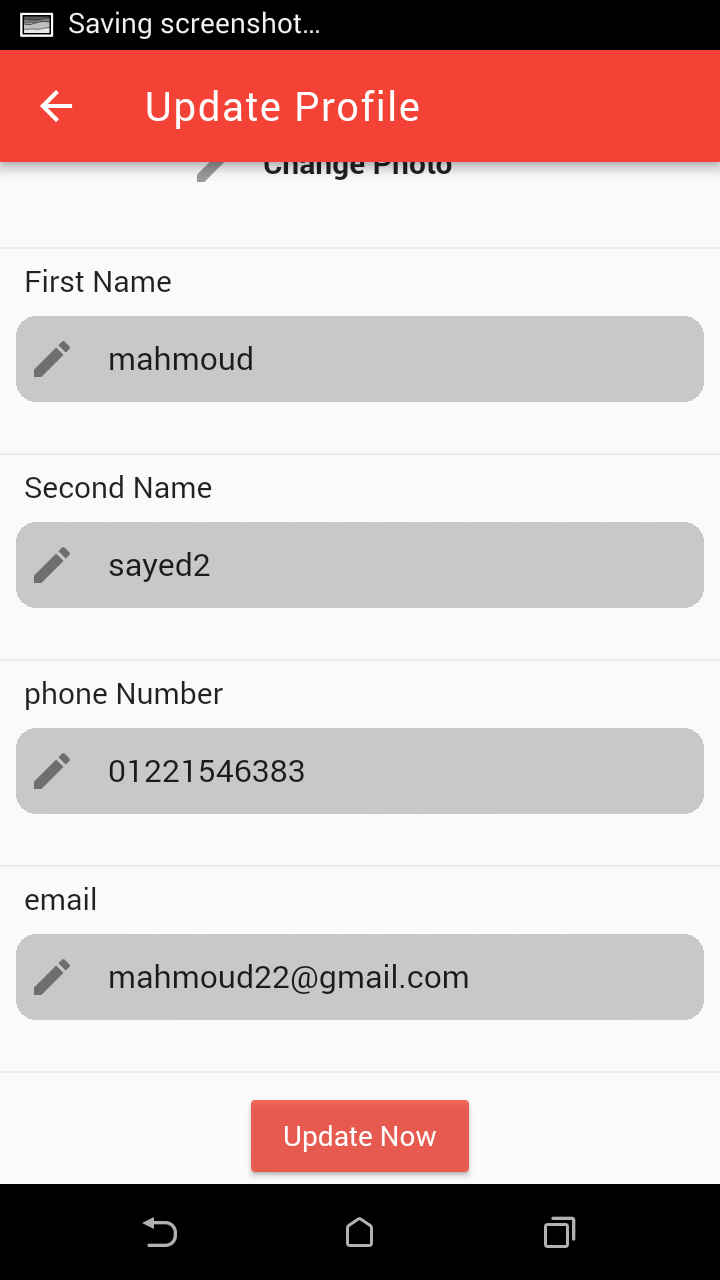 Saving screenshot...
Update Profile
Change Photo
First Name
mahmoud
Second Name
sayed2
phone Number
01221546383
email
mahmoud22@gmail.com
Update Now